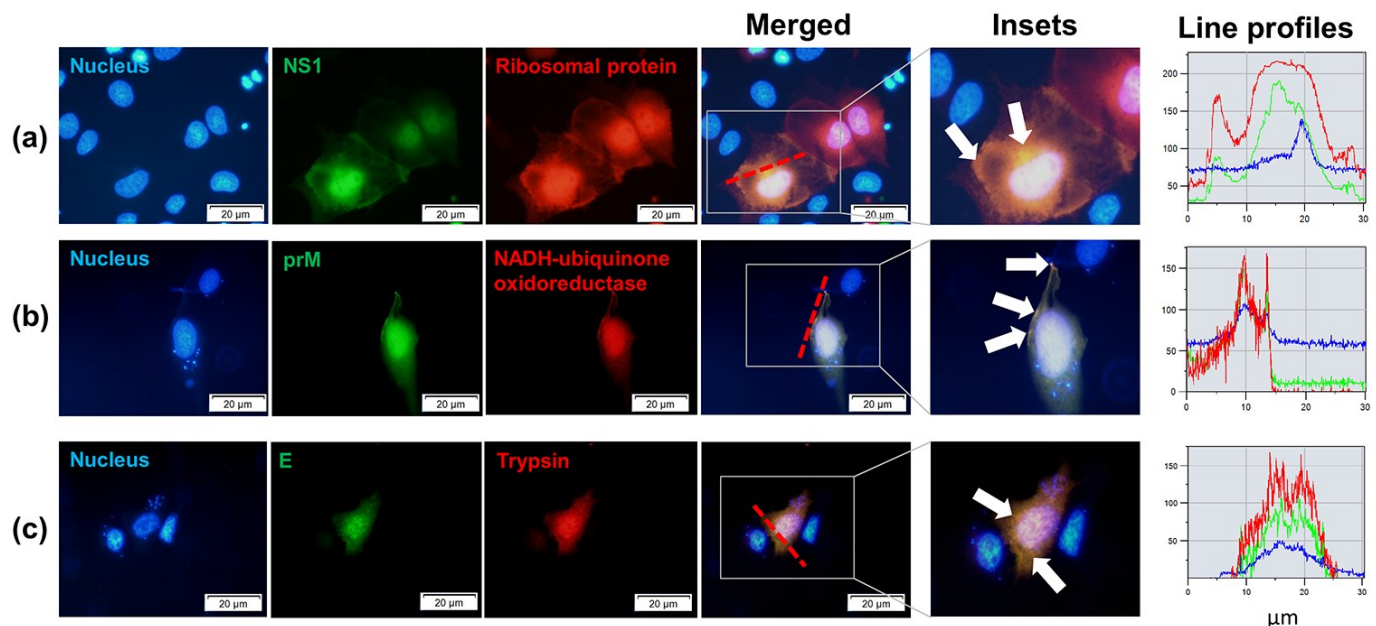 Merged Insets Line profiles
(a)
Nucleus NS1 Ribosomal protein
20 µm 20 µm 20 µm 20 µm
200
150
100
50
0 10 20 30
(b)
Nucleus prM NADH-ubiquinone
oxidoreductase
20 µm 20 µm 20 µm 20 µm
150
100
50
0
0 10 20 30
(c)
Nucleus E Trypsin
20 µm 20 µm 20 µm 20 µm
150
100
50
0 10 20 30
µm